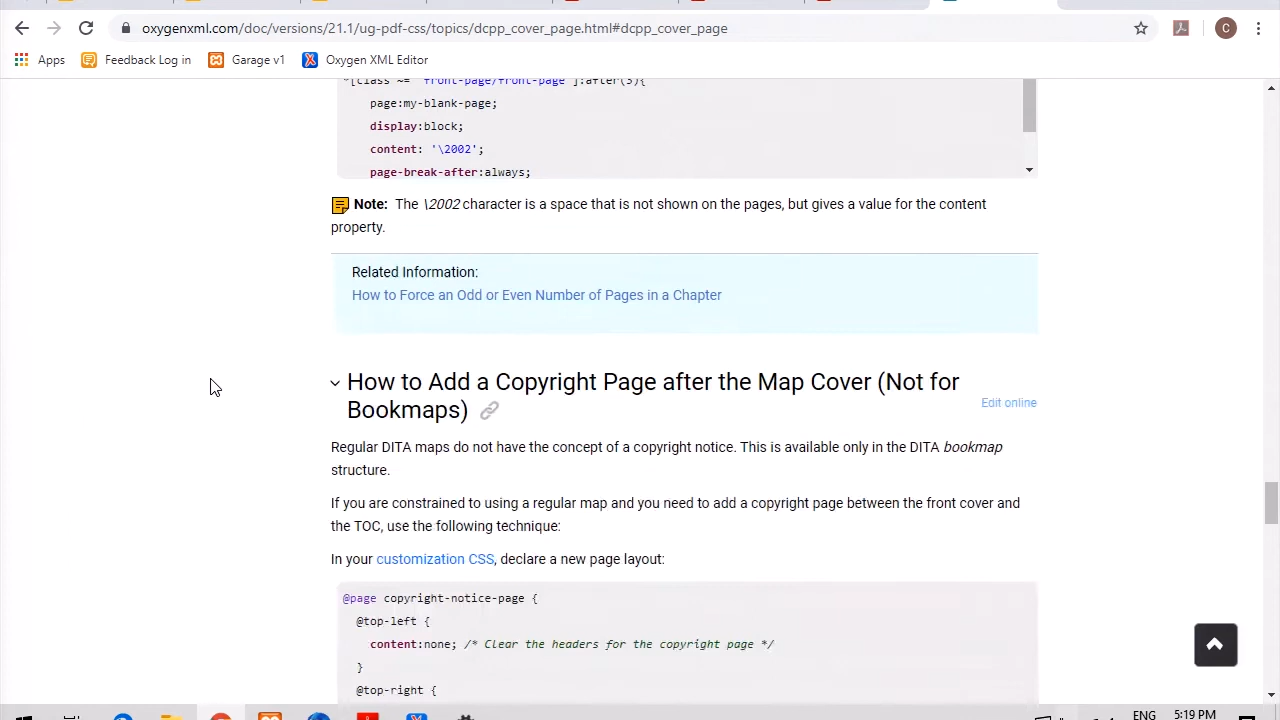 oxygenxml.com/doc/versions/21.1/ug-pdf-css/topics/dcpp_cover_page.html#dcpp_cover_page
C
Apps Feedback Log in Garage v1 Oxygen XML Editor
*[class ~= "front-page/front-page"]:after(3){
page:my-blank-page;
display:block;
content: '\2002';
page-break-after:always;
Note: The \2002 character is a space that is not shown on the pages, but gives a value for the content
property.
Related Information:
How to Force an Odd or Even Number of Pages in a Chapter
How to Add a Copyright Page after the Map Cover (Not for
Bookmaps)
Edit online
Regular DITA maps do not have the concept of a copyright notice. This is available only in the DITA bookmap
structure.
If you are constrained to using a regular map and you need to add a copyright page between the front cover and
the TOC, use the following technique:
In your customization CSS, declare a new page layout:
@page copyright-notice-page {
@top-left {
content:none; /* Clear the headers for the copyright page */
}
@top-right {
ENG
5:19 PM